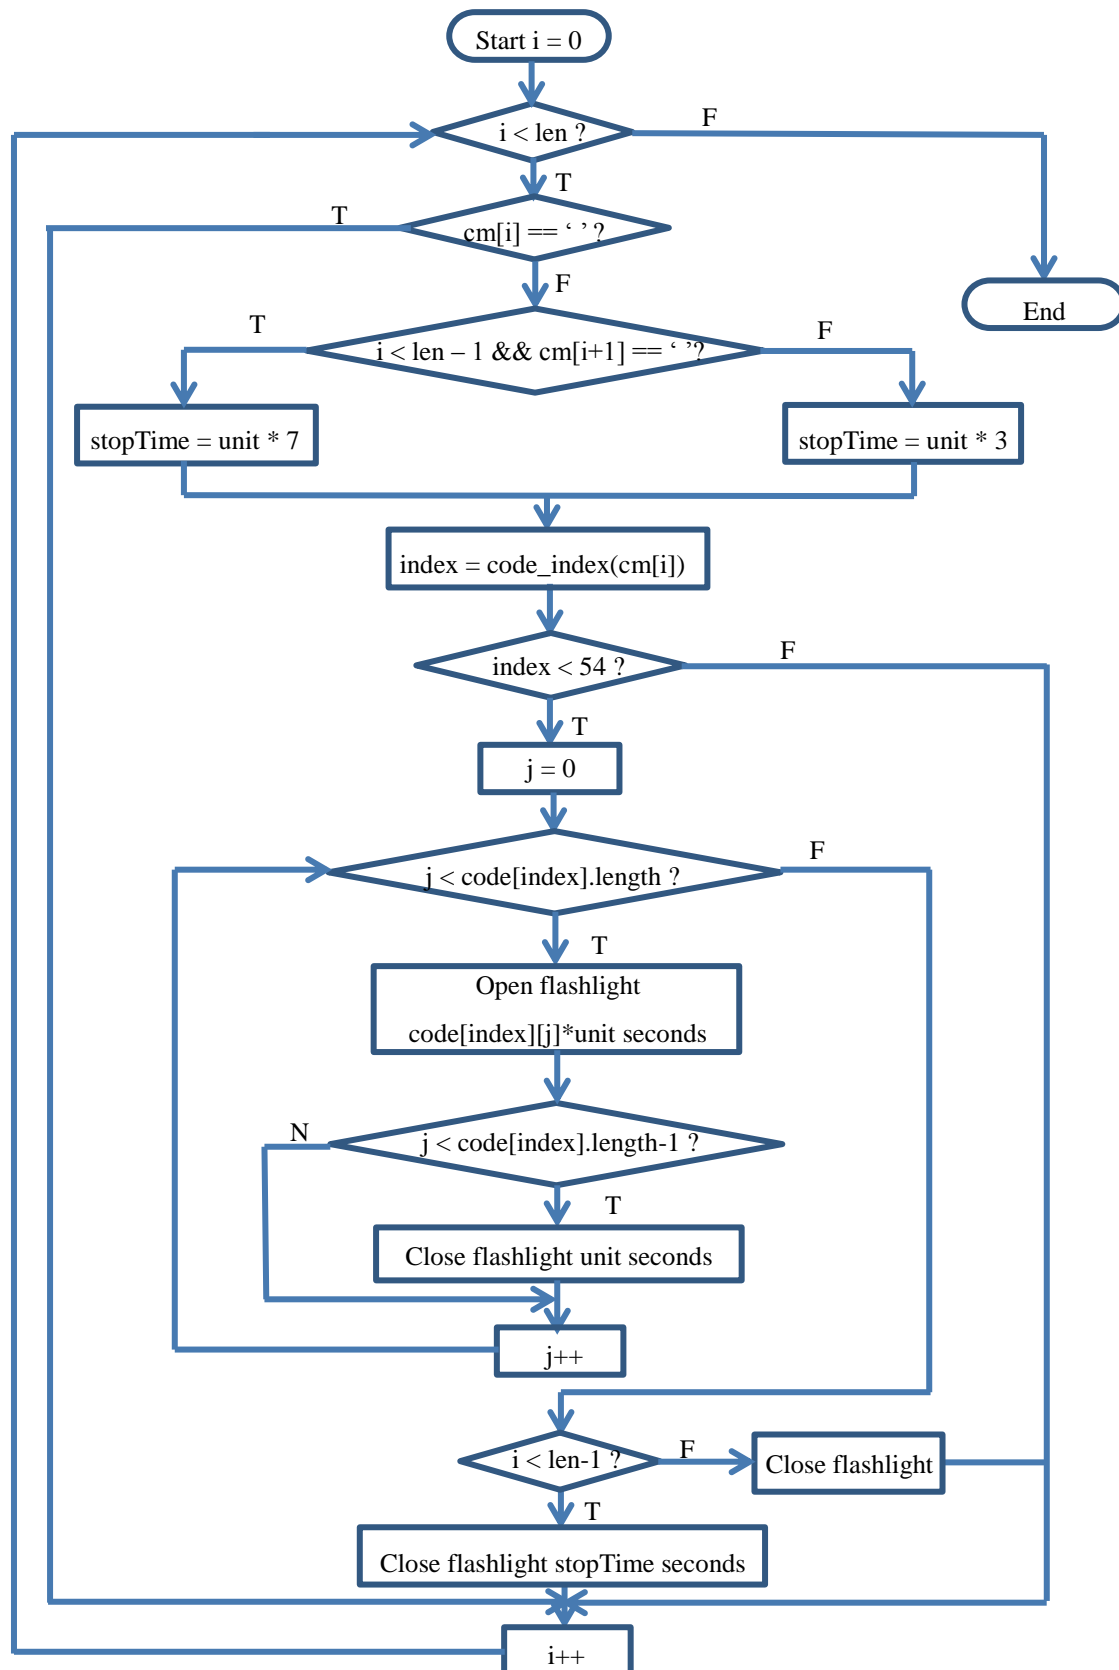 Start i = 0
i < len ?
F
T
T
cm[i] == ‘ ’ ?
F
End
T
i < len – 1 && cm[i+1] == ‘ ’?
F
stopTime = unit * 7
stopTime = unit * 3
index = code_index(cm[i])
index < 54 ?
F
T
j = 0
j < code[index].length ?
F
T
Open flashlight
code[index][j]*unit seconds
N
j < code[index].length-1 ?
T
Close flashlight unit seconds
j++
i < len-1 ?
F
Close flashlight
T
Close flashlight stopTime seconds
i++